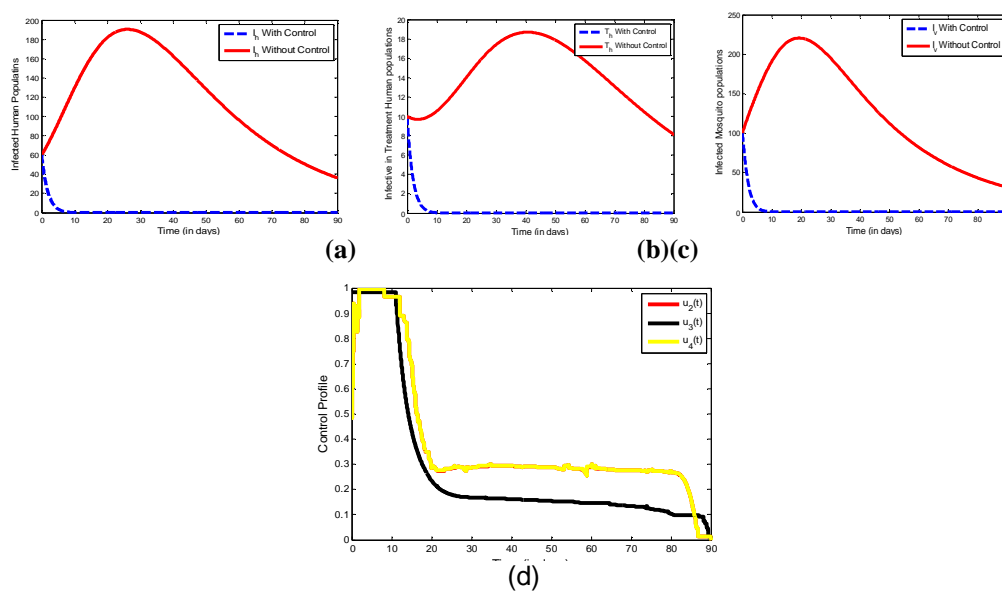 200
180
160
140
120
100
80
60
40
20
0
Infected Human Populatins
I_h With Control
I_h Without Control
0 10 20 30 40 50 60 70 80 90
Time (in days)
(a)
20
18
16
14
12
10
8
6
4
2
0
Infective in Treatment Human populations
T_h With Control
T_h Without Control
0 10 20 30 40 50 60 70 80 90
Time (in days)
250
200
150
100
50
0
Infected Mosquito populations
I_v With Control
I_v Without Control
0 10 20 30 40 50 60 70 80
Time (in days)
(b)(c)
1
0.9
0.8
0.7
0.6
0.5
0.4
0.3
0.2
0.1
0
Control Profile
u_2(t)
u_3(t)
u_4(t)
0 10 20 30 40 50 60 70 80 90
Time (in days)
(d)